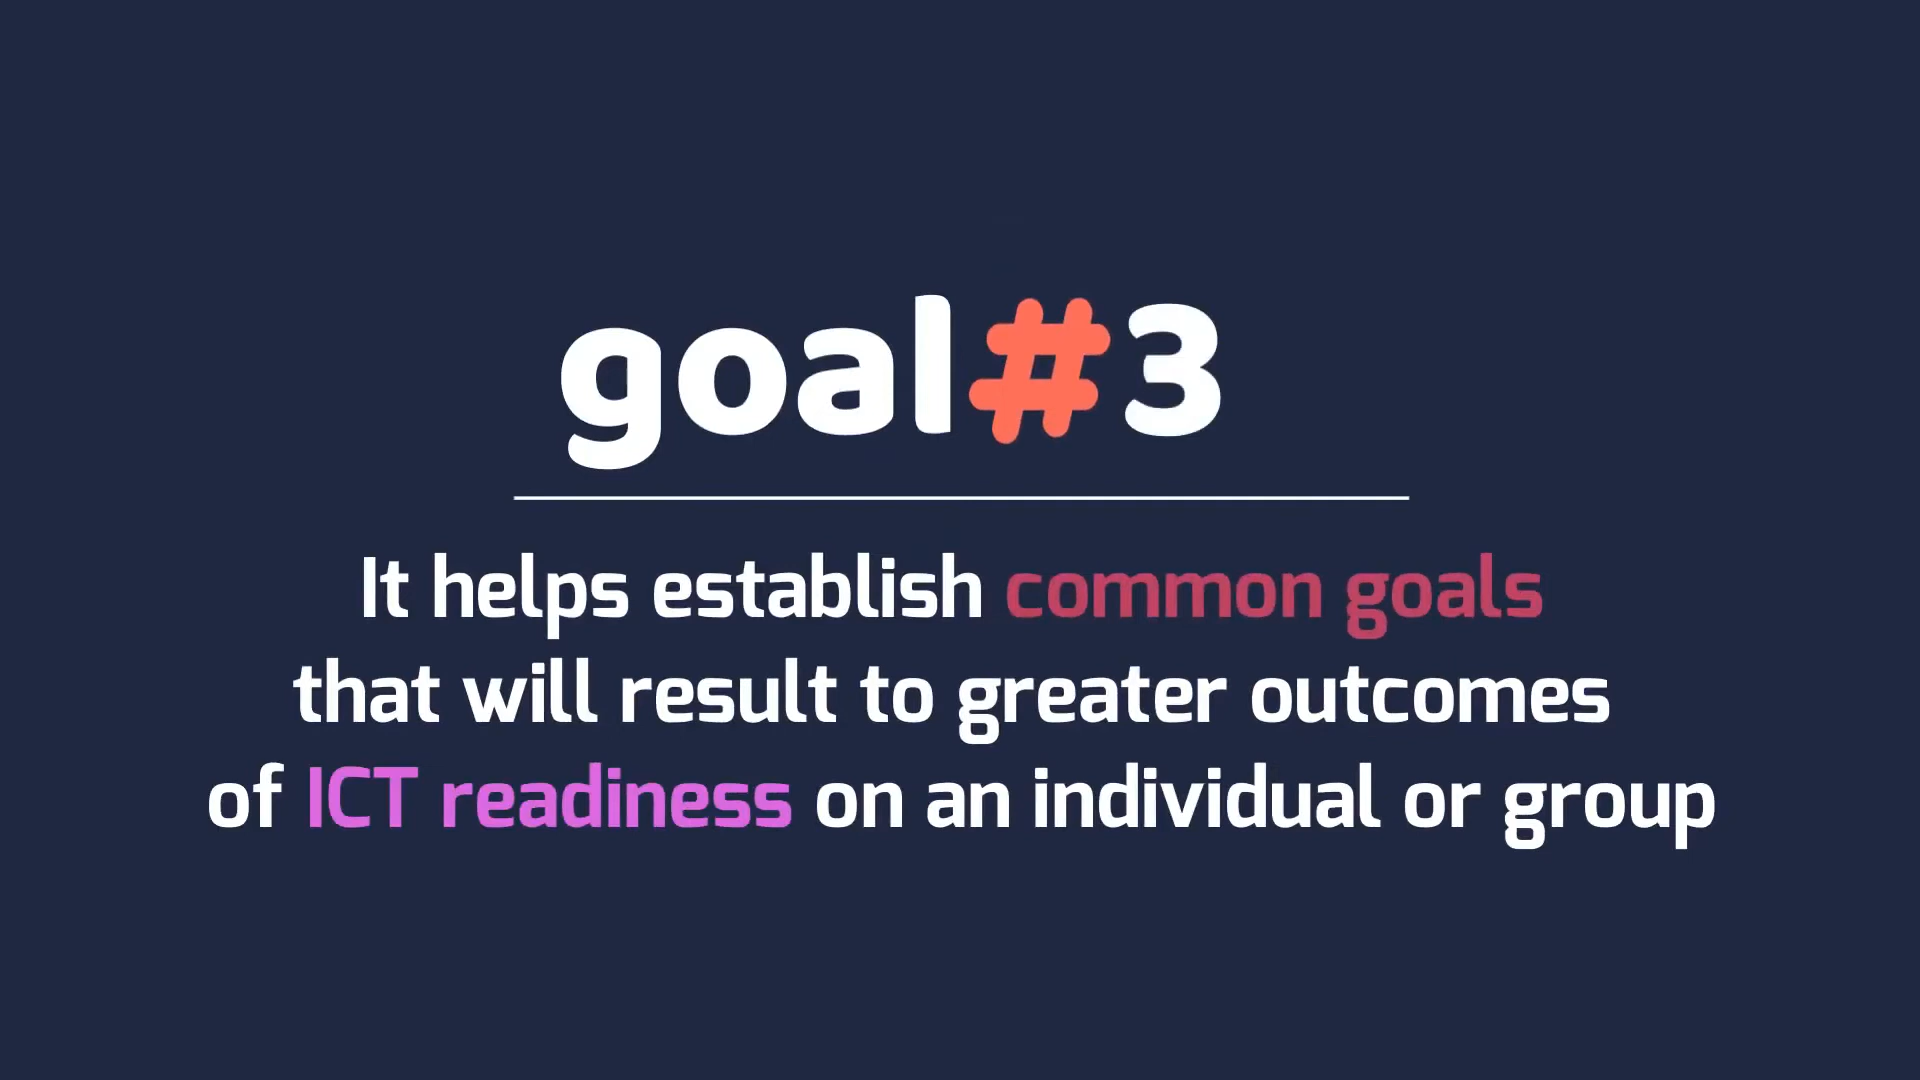 goal#3
It helps establish common goals
that will result to greater outcomes
of ICT readiness on an individual or group